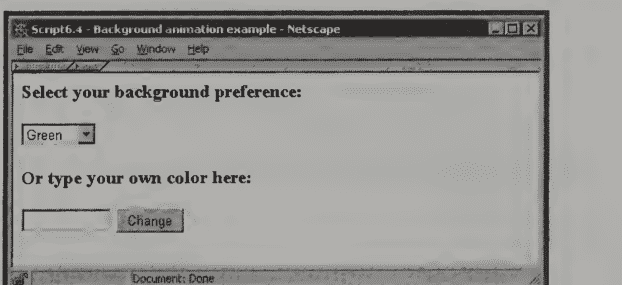 Script6.4 - Background animation example - Netscape
File Edit View Go Window Help
Select your background preference:
Green
Or type your own color here:
Change
Document: Done